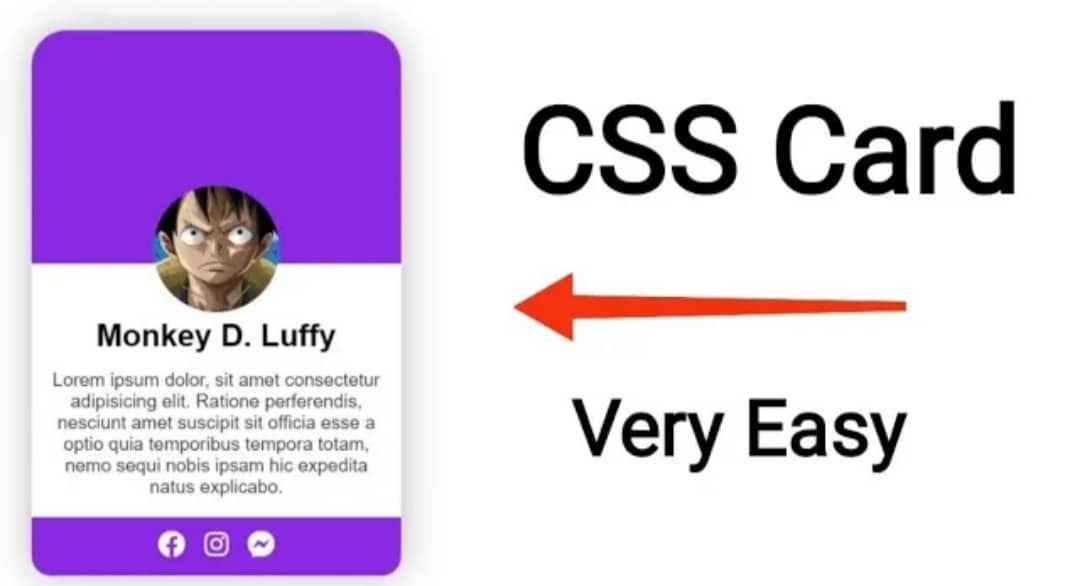 CSS Card
Very Easy
Monkey D. Luffy
Lorem ipsum dolor, sit amet consectetur
adipisicing elit. Ratione perferendis,
nesciunt amet suscipit sit officia esse a
optio quia temporibus tempora totam,
nemo sequi nobis ipsam hic expedita
natus explicabo.